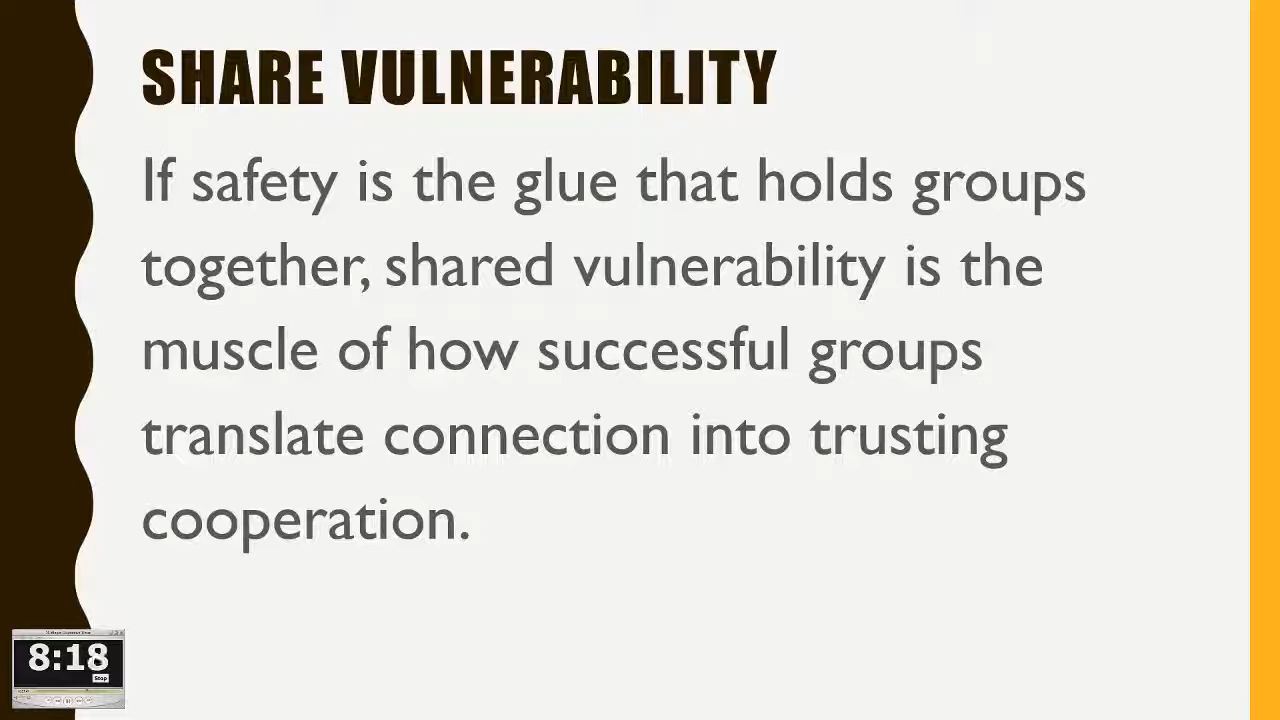 SHARE VULNERABILITY
If safety is the glue that holds groups
together, shared vulnerability is the
muscle of how successful groups
translate connection into trusting
cooperation.
8:18
Stop